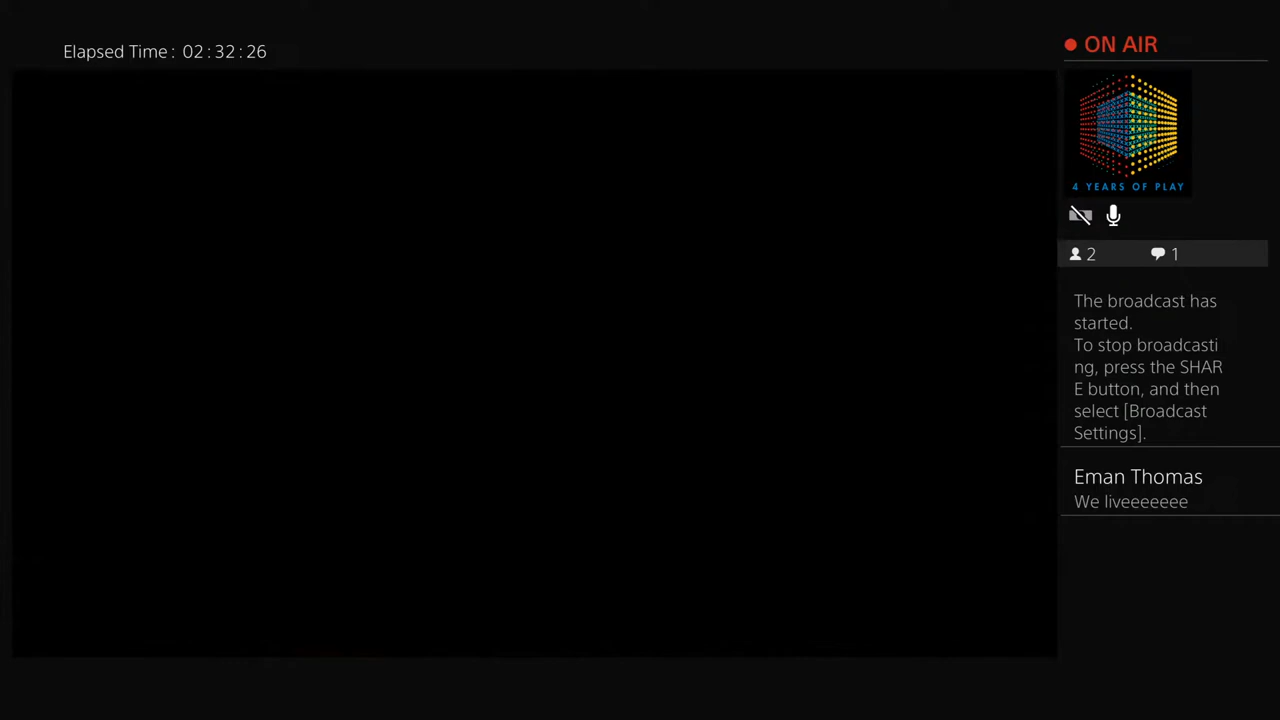 Elapsed Time: 02:32:26
ON AIR
4 YEARS OF PLAY
2 1
The broadcast has
started.
To stop broadcasti
ng, press the SHAR
E button, and then
select [Broadcast
Settings].
Eman Thomas
We liveeeeeee